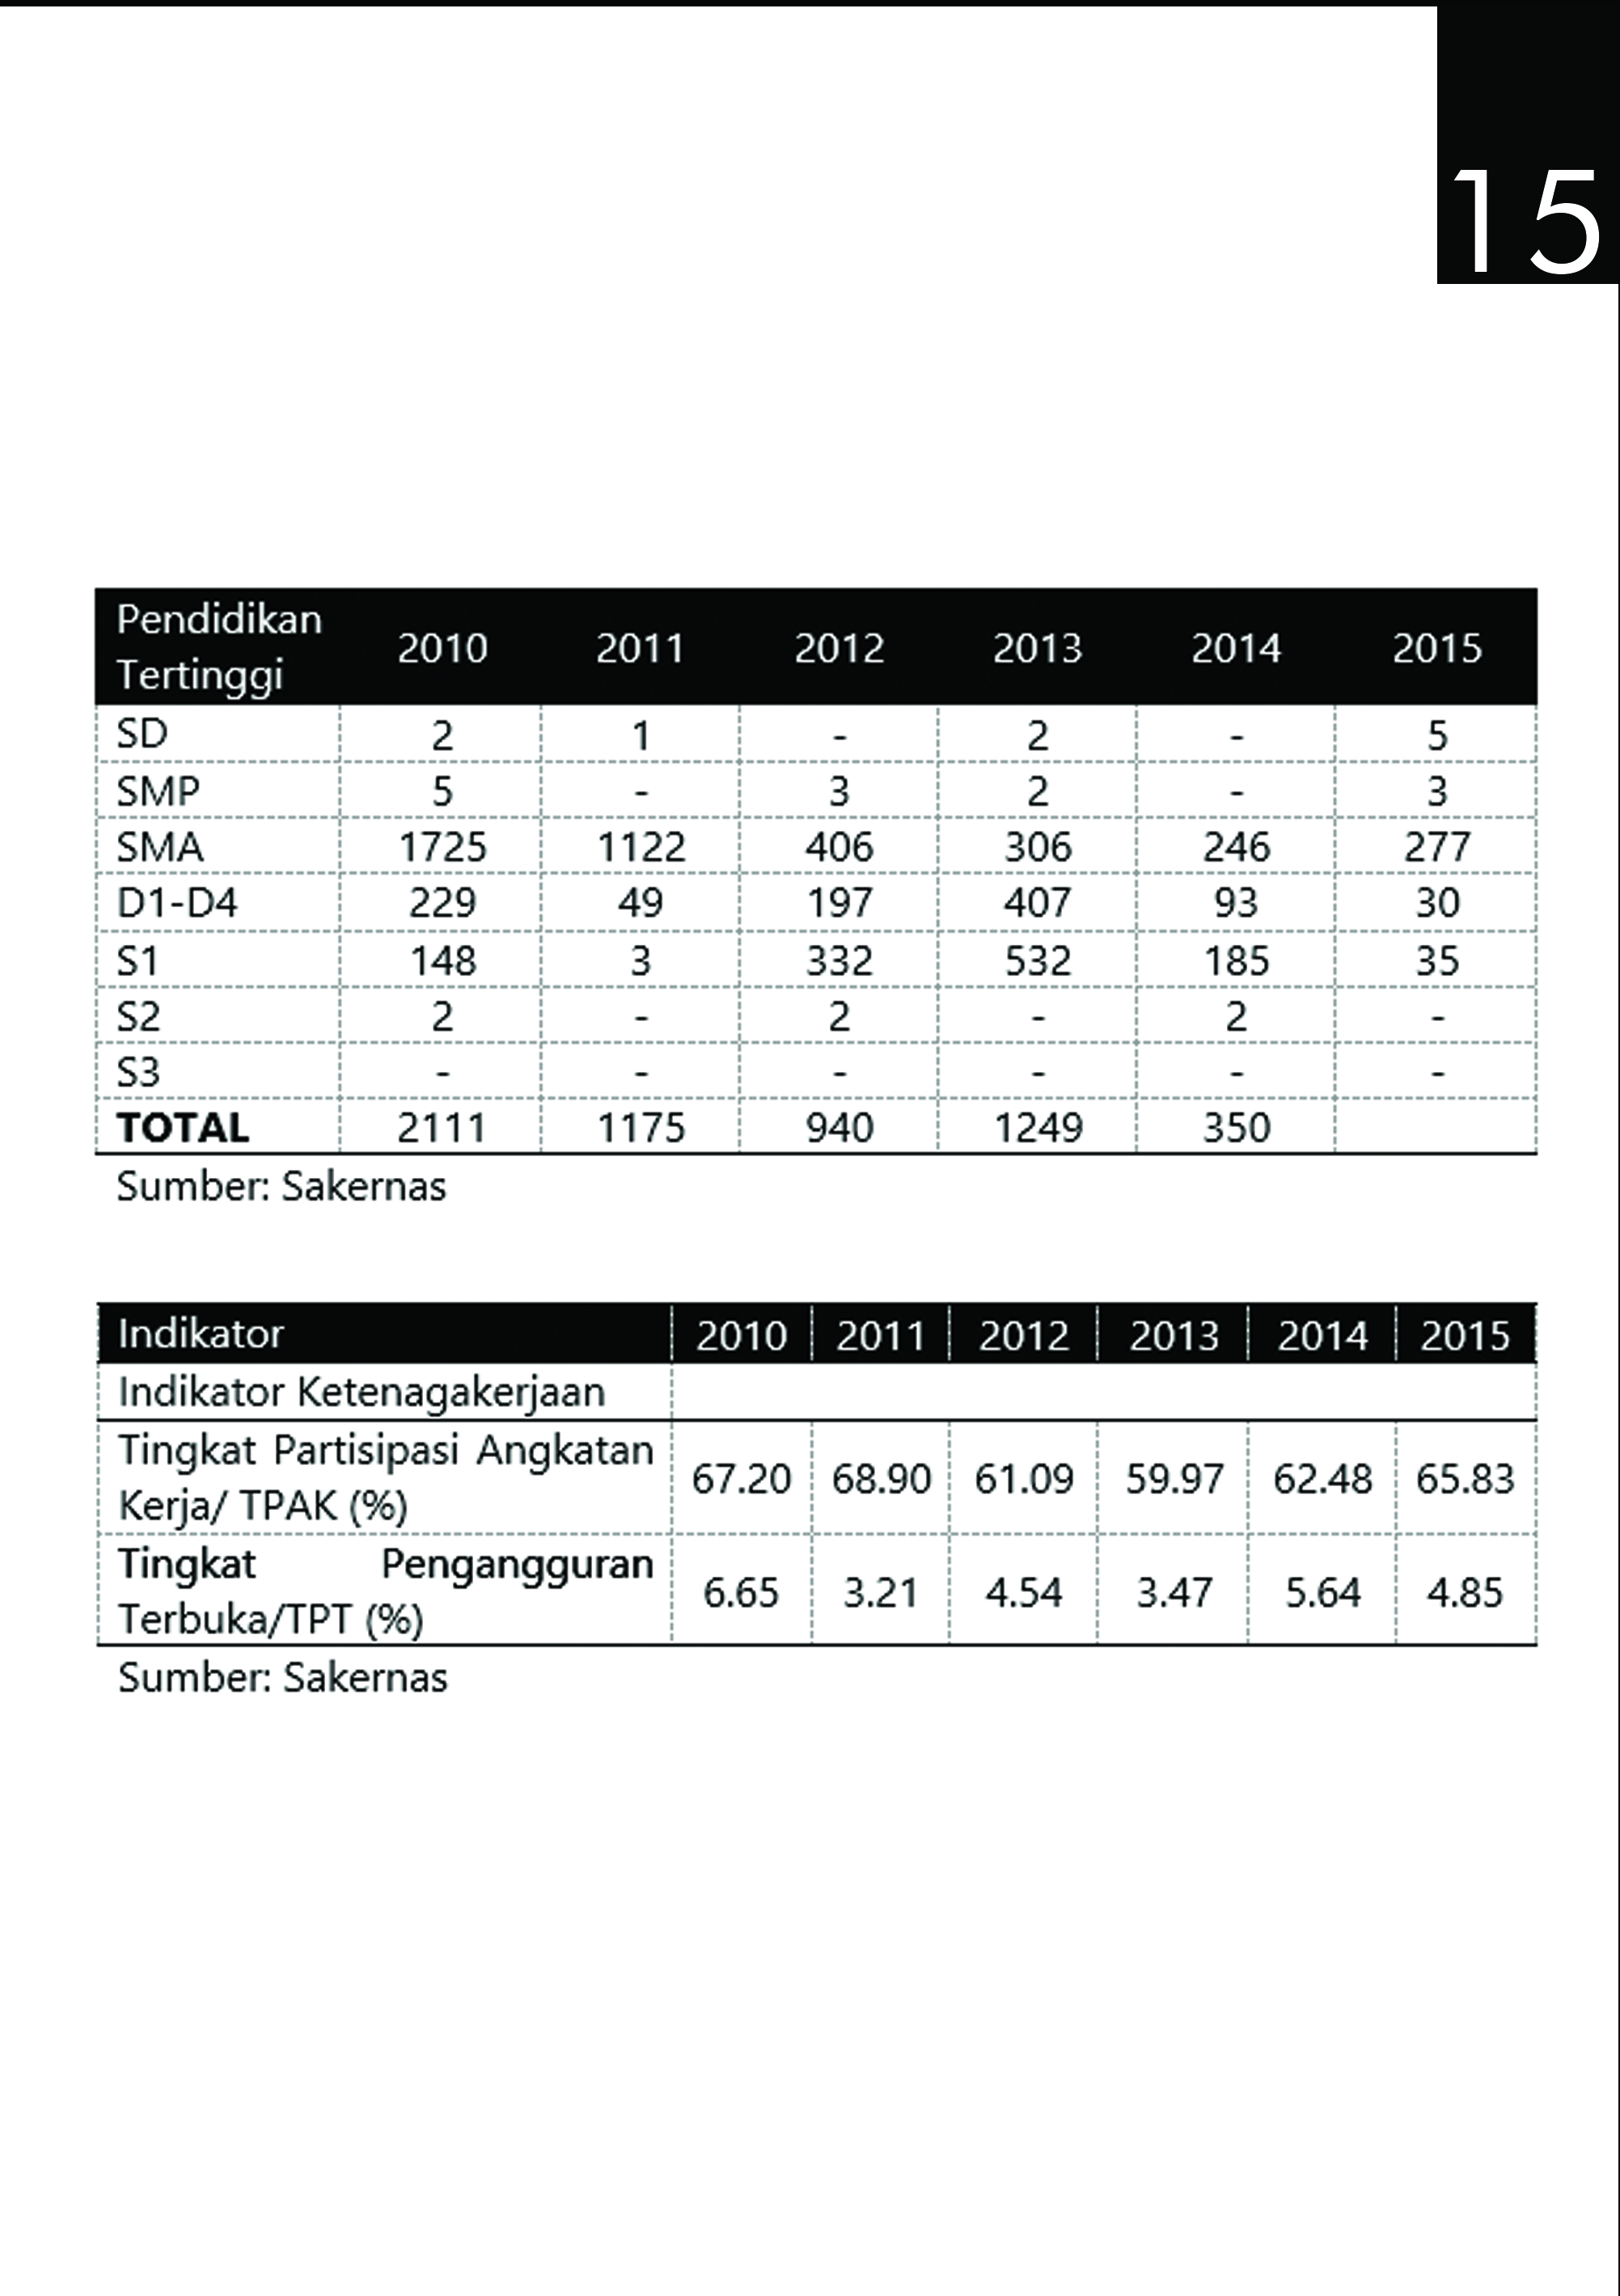 15
Pendidikan Tertinggi 2010 2011 2012 2013 2014 2015
SD 2 1 - 2 - 5
SMP 5 - 3 2 - 3
SMA 1725 1122 406 306 246 277
D1-D4 229 49 197 407 93 30
S1 148 3 332 532 185 35
S2 2 - 2 - 2 -
S3 - - - - - -
TOTAL 2111 1175 940 1249 350
Sumber: Sakernas
Indikator 2010 2011 2012 2013 2014 2015
Indikator Ketenagakerjaan
Tingkat Partisipasi Angkatan
Kerja/ TPAK (%) 67.20 68.90 61.09 59.97 62.48 65.83
Tingkat Pengangguran
Terbuka/TPT (%) 6.65 3.21 4.54 3.47 5.64 4.85
Sumber: Sakernas